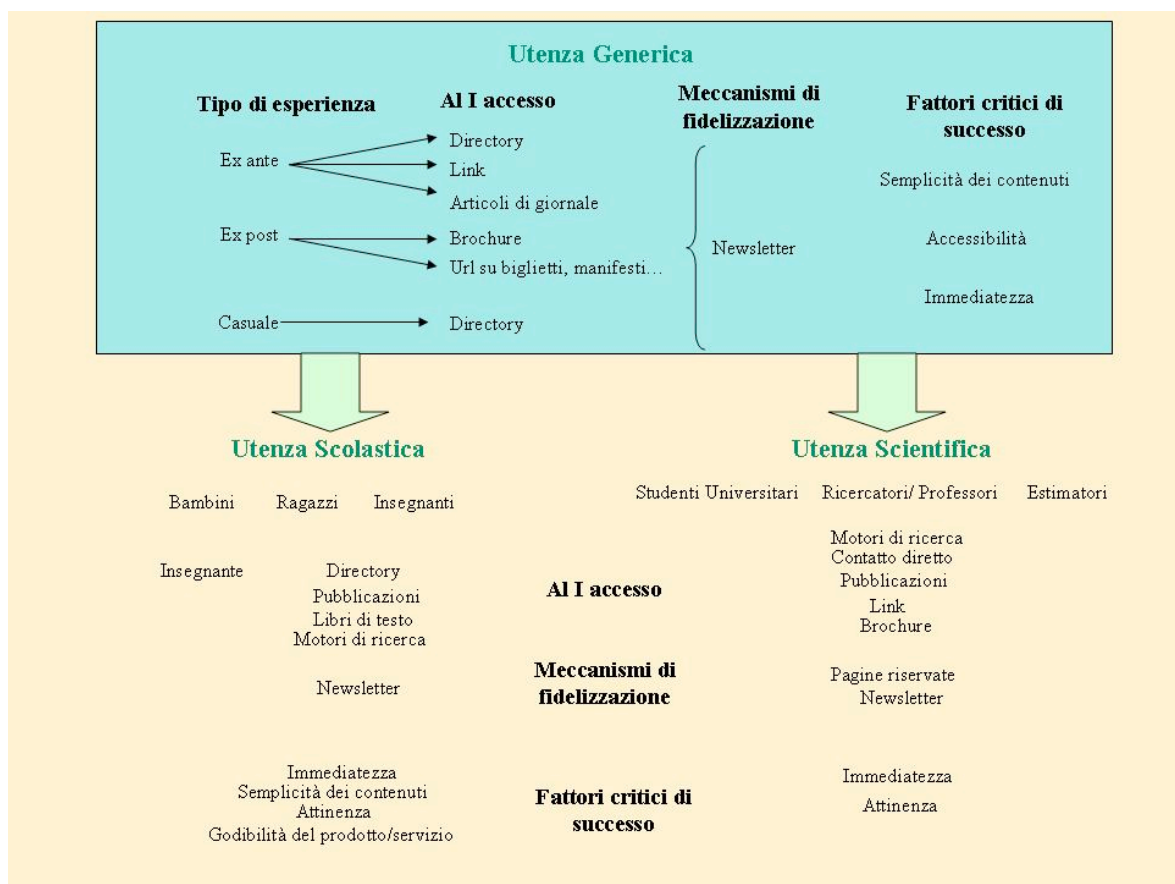 Utenza Generica
Tipo di esperienza
Al I accesso
Meccanismi di
fidelizzazione
Fattori critici di
successo
Ex ante
Directory
Link
Articoli di giornale
Ex post
Brochure
Url su biglietti, manifesti…
Casuale
Directory
Newsletter
Semplicità dei contenuti
Accessibilità
Immediatezza
Utenza Scolastica
Utenza Scientifica
Bambini
Ragazzi
Insegnanti
Studenti Universitari
Ricercatori/ Professori
Estimatori
Insegnante
Directory
Pubblicazioni
Libri di testo
Motori di ricerca
Al I accesso
Motori di ricerca
Contatto diretto
Pubblicazioni
Link
Brochure
Newsletter
Meccanismi di
fidelizzazione
Pagine riservate
Newsletter
Immediatezza
Semplicità dei contenuti
Attinenza
Godibilità del prodotto/servizio
Fattori critici di
successo
Immediatezza
Attinenza